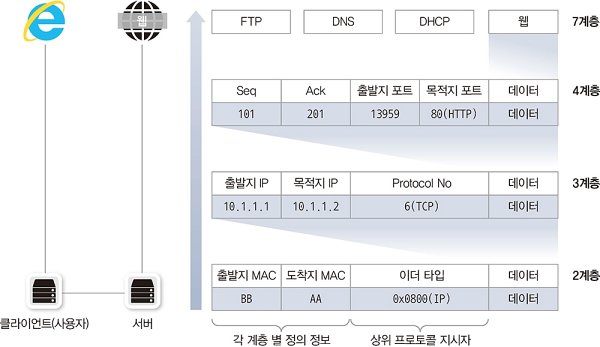 웹
FTP DNS DHCP 웹 7계층
Seq Ack 출발지 포트 목적지 포트 데이터 4계층
101 201 13959 80(HTTP) 데이터
출발지 IP 목적지 IP Protocol No 데이터 3계층
10.1.1.1 10.1.1.2 6(TCP) 데이터
출발지 MAC 도착지 MAC 이더 타입 데이터 2계층
BB AA 0x0800(IP) 데이터
클라이언트(사용자) 서버
각 계층 별 정의 정보 상위 프로토콜 지시자